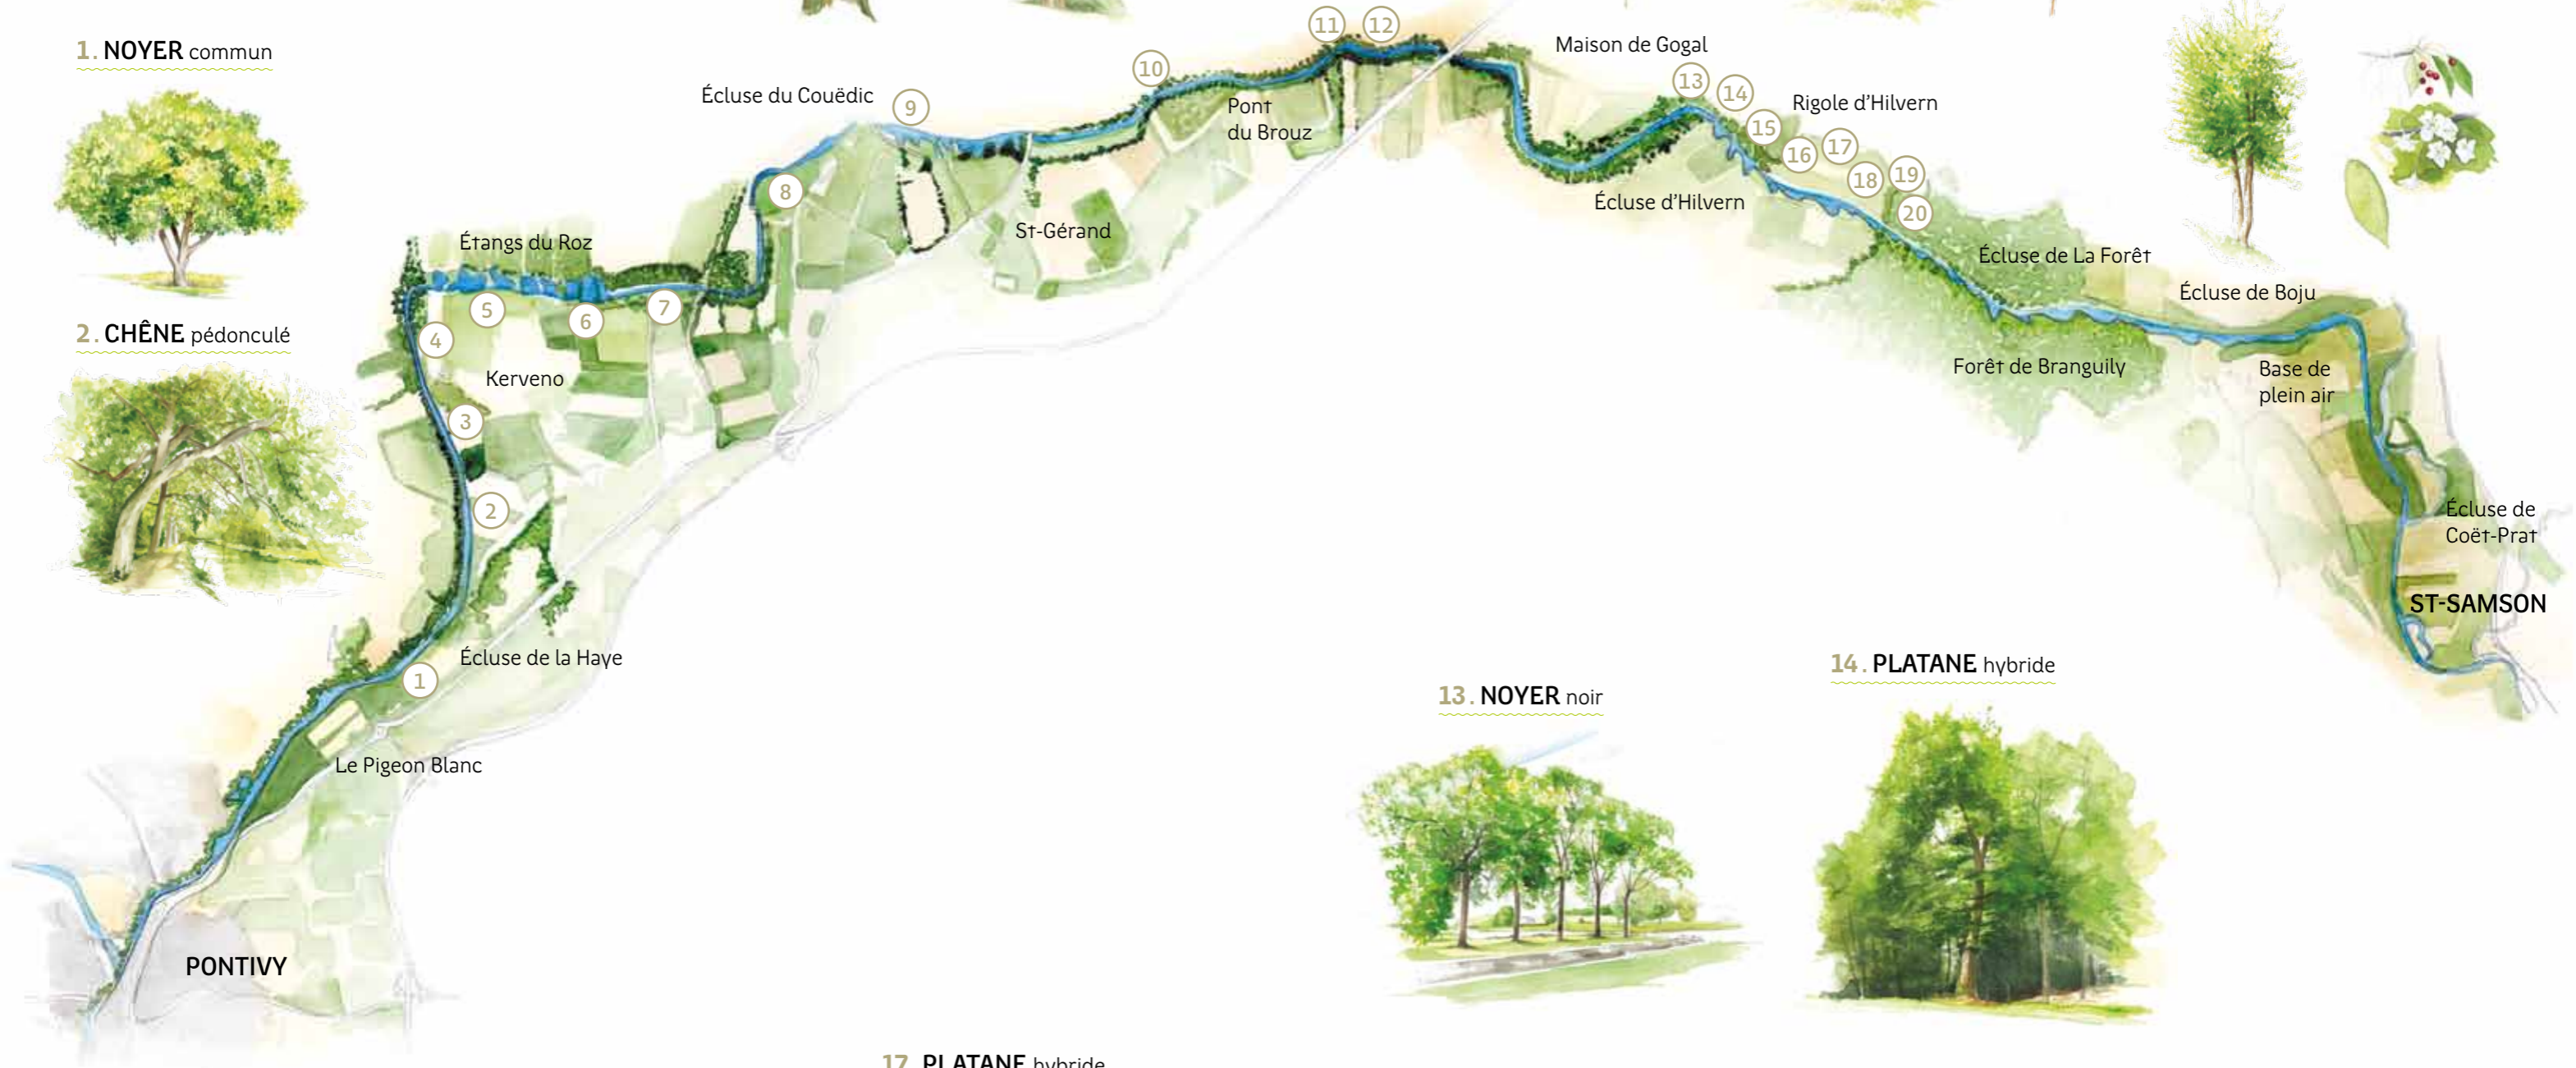 1. NOYER commun
2. CHÊNE pédonculé
11
12
10
Écluse du Couëdic
9
Pont
du Brouz
Maison de Gogal
13
14
Rigole d'Hilvern
15
16
17
18
19
20
8
Écluse d'Hilvern
St-Gérand
Étangs du Roz
5
6
7
4
Kerveno
3
2
Écluse de La Forêt
Écluse de Boju
Forêt de Branguily
Base de
plein air
Écluse de
Coët-Prat
ST-SAMSON
Écluse de la Haye
1
Le Pigeon Blanc
PONTIVY
13. NOYER noir
14. PLATANE hybride
17. PLATANE hybride